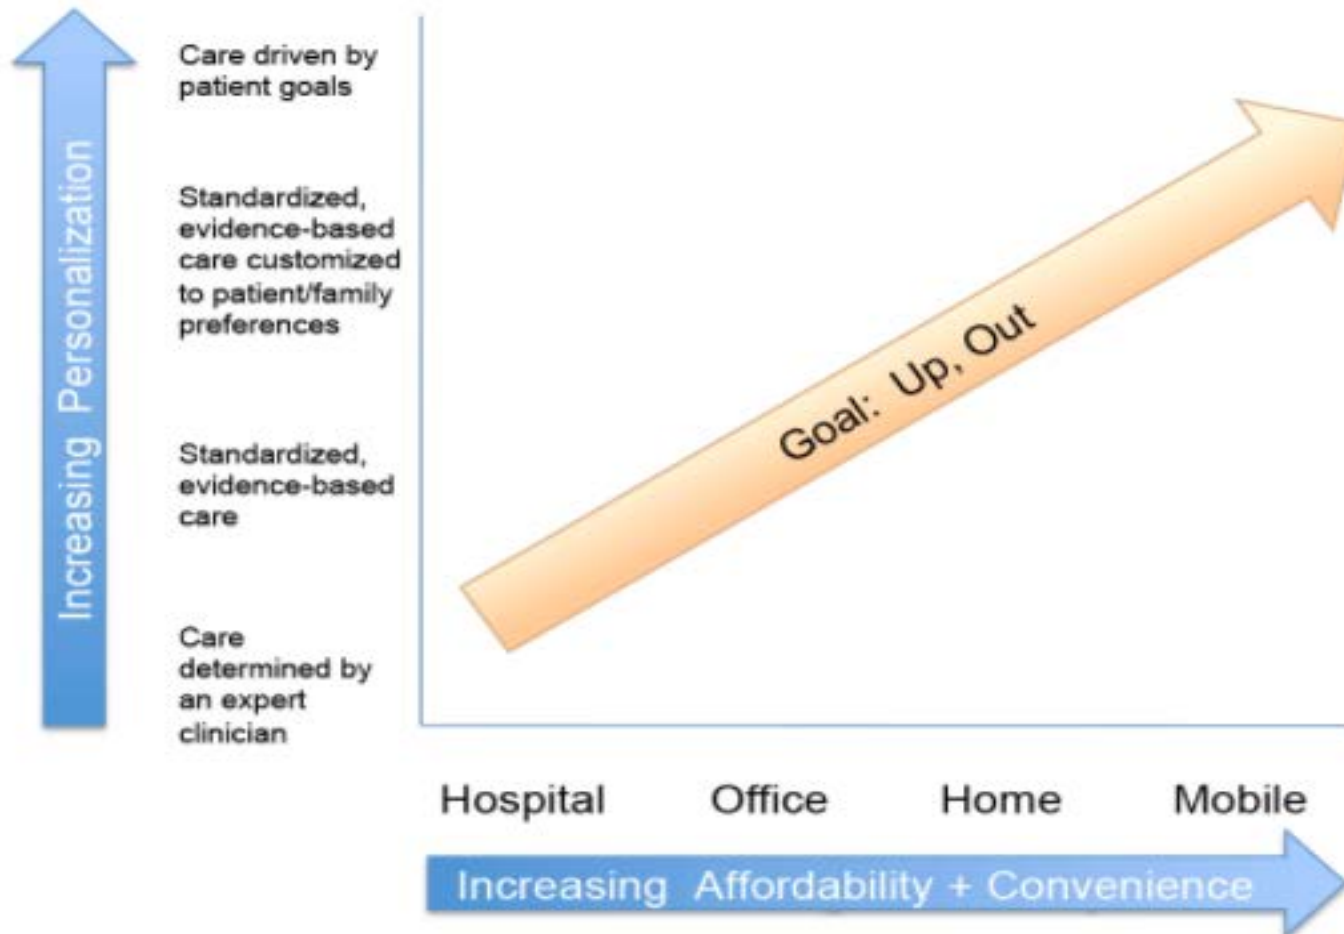 Increasing Personalization
Care driven by
patient goals
Standardized,
evidence-based
care customized
to patient/family
preferences
Standardized,
evidence-based
care
Care
determined by
an expert
clinician
Goal: Up, Out
Hospital Office Home Mobile
Increasing Affordability + Convenience